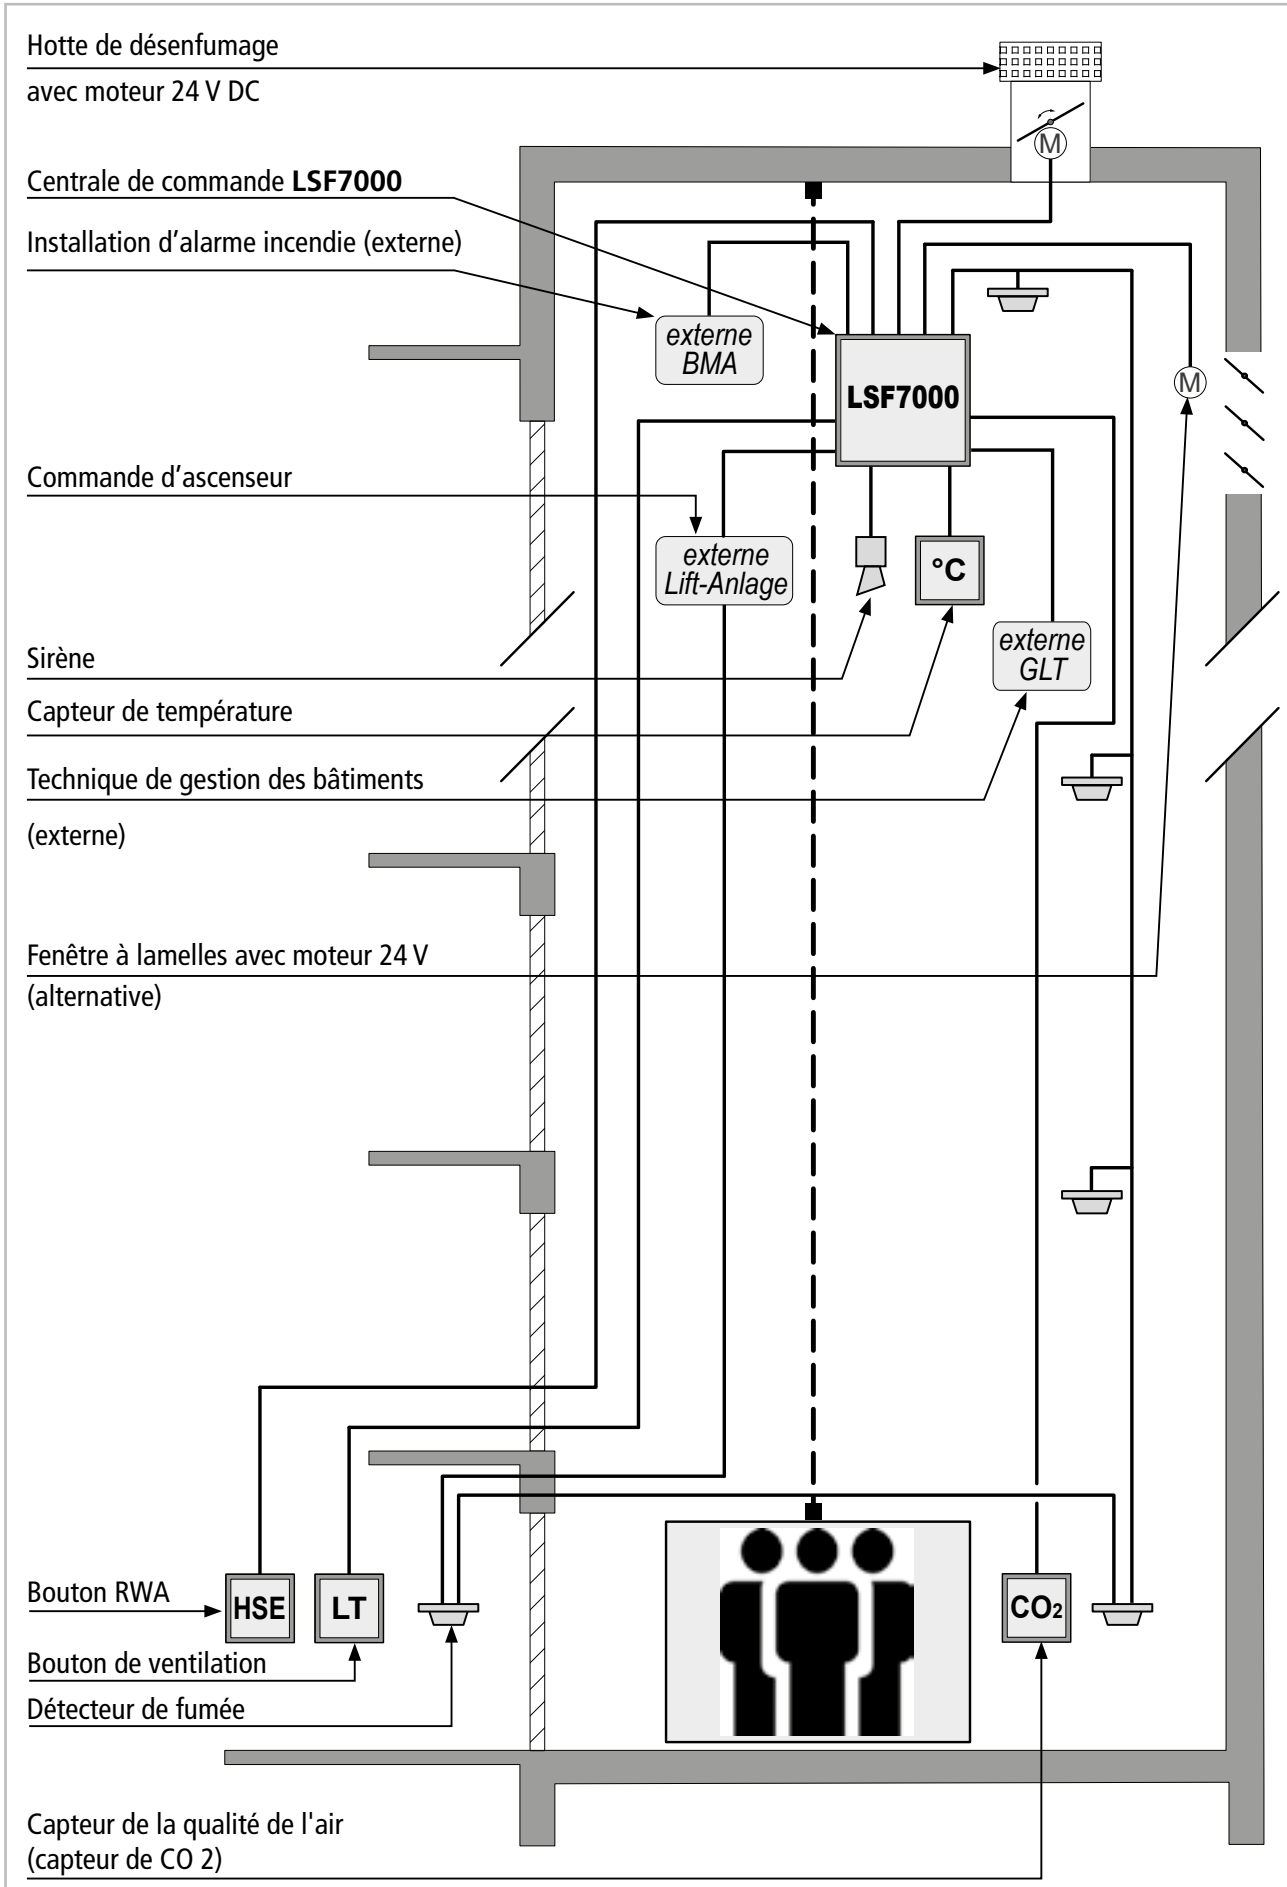 Hotte de désenfumage
avec moteur 24 V DC
M
Centrale de commande LSF7000
Installation d’alarme incendie (externe)
externe
BMA
LSF7000
M
Commande d’ascenseur
externe
Lift-Anlage
°C
externe
GLT
Sirène
Capteur de température
Technique de gestion des bâtiments
(externe)
Fenêtre à lamelles avec moteur 24 V
(alternative)
Bouton RWA
HSE
LT
CO2
Bouton de ventilation
Détecteur de fumée
Capteur de la qualité de l'air
(capteur de CO 2)